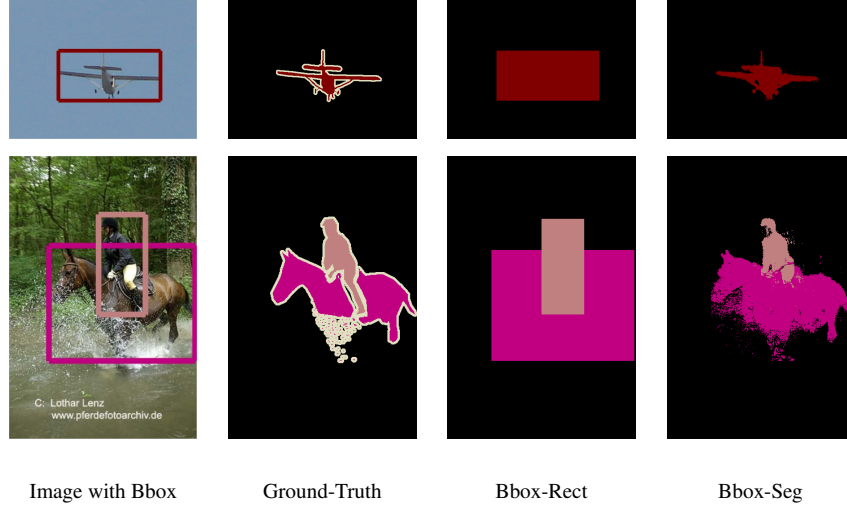 C: Lothar Lenz
www.pferdefotoarchiv.de
Image with Bbox
Ground-Truth
Bbox-Rect
Bbox-Seg